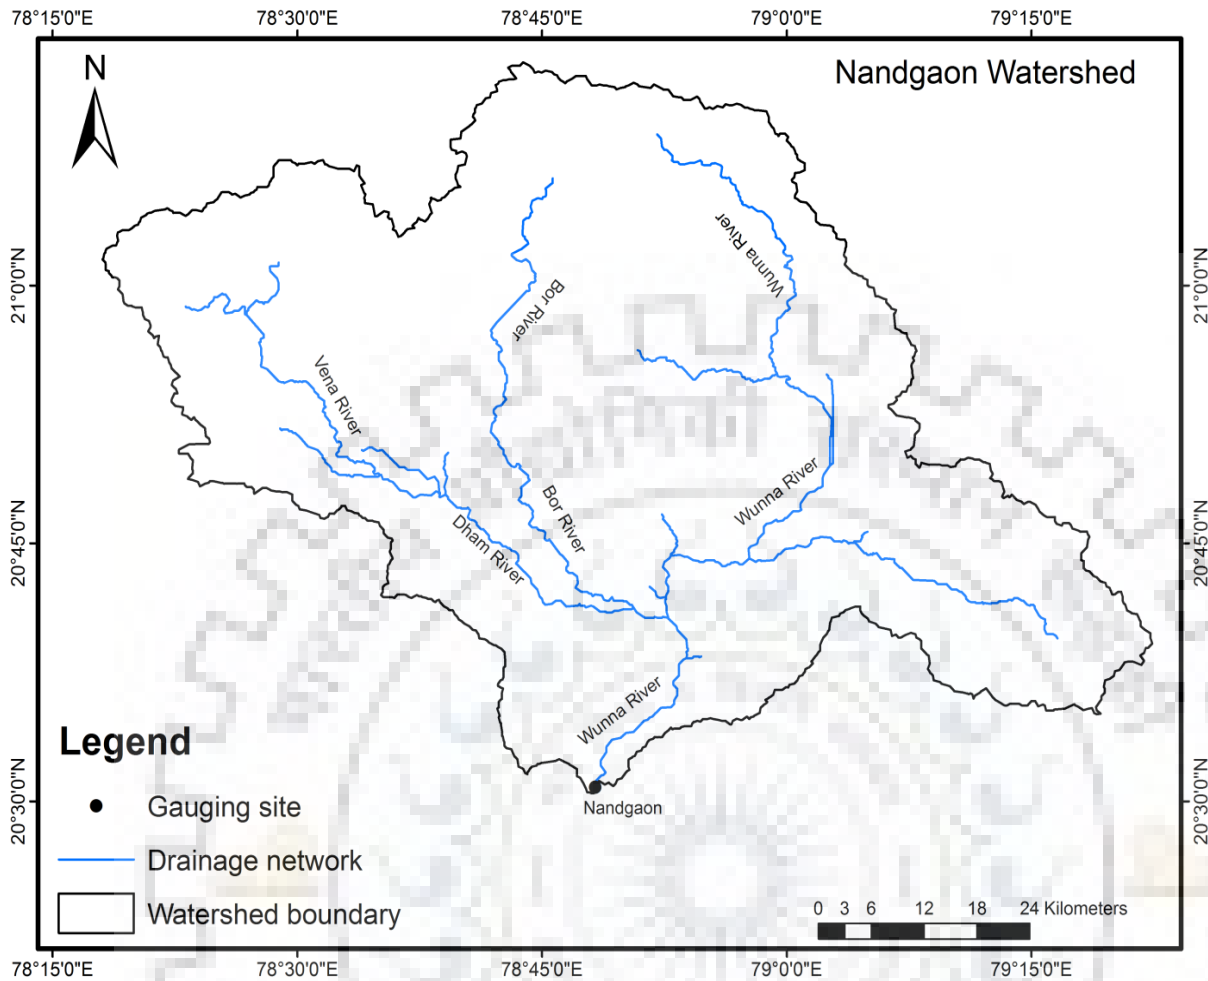 78°15'0"E 78°30'0"E 78°45'0"E 79°0'0"E 79°15'0"E
N
Nandgaon Watershed
21°0'0"N
21°0'0"N
Wunna River
Bor River
Vena River
Wunna River
Bor River
Dham River
20°45'0"N
20°45'0"N
Wunna River
Legend
Gauging site
Drainage network
Watershed boundary
Nandgaon
20°30'0"N
20°30'0"N
0 3 6 12 18 24 Kilometers
78°15'0"E 78°30'0"E 78°45'0"E 79°0'0"E 79°15'0"E